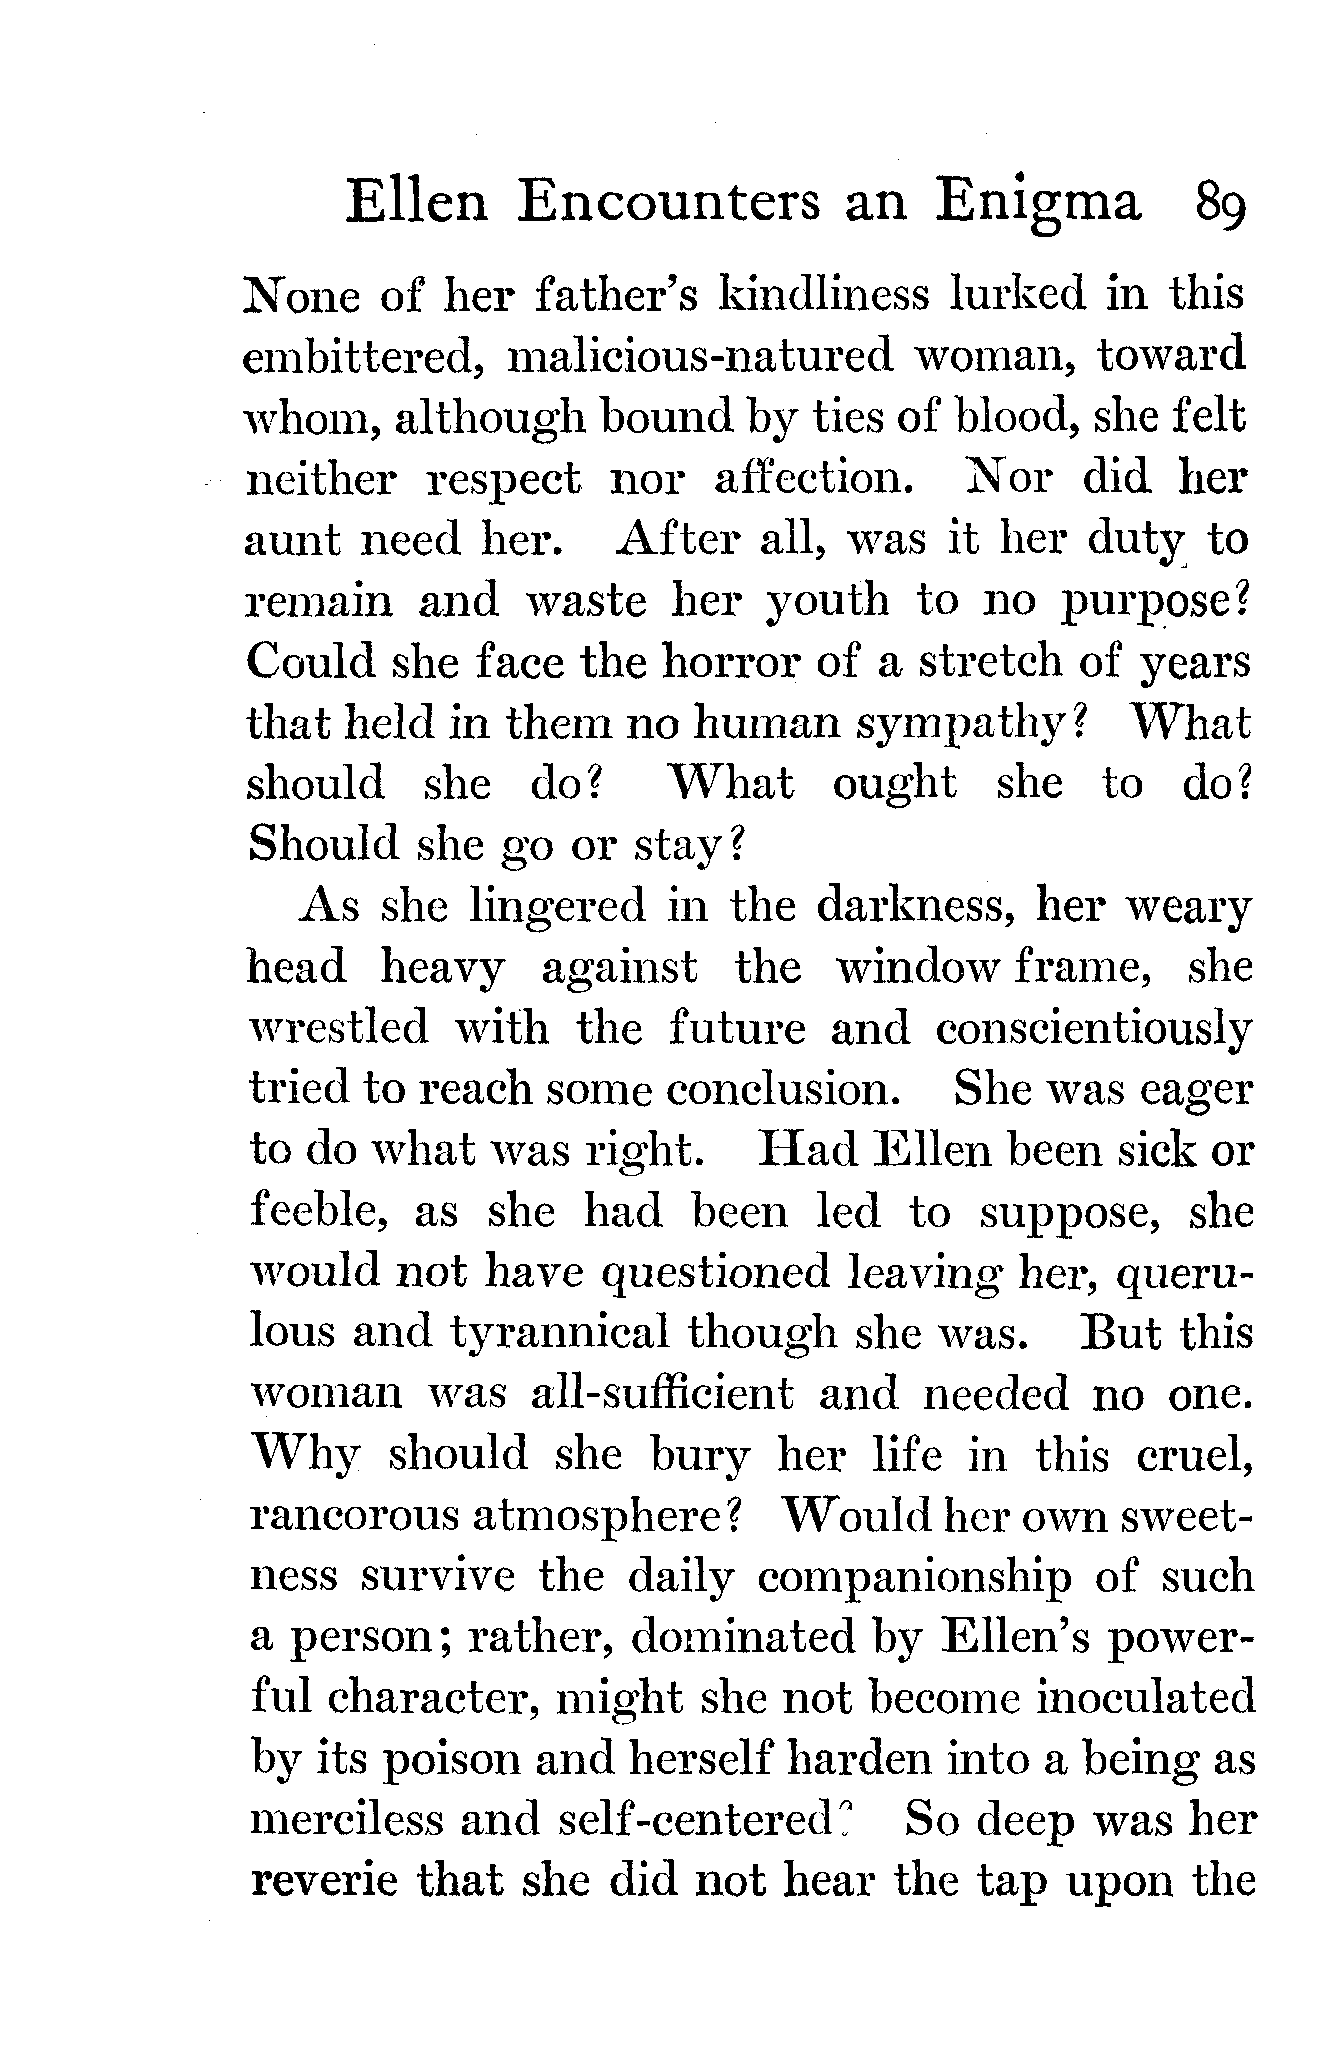 Ellen Encounters an Enigma 89
None of her father's kindliness lurked in this
embittered, malicious-natured woman, toward
whom, although bound by ties of blood, she felt
neither respect nor affection. Nor did her
aunt need her. After all, was it her duty to
remain and waste her youth to no purpose?
Could she face the horror of a stretch of years
that held in them no human sympathy? What
should she do? What ought she to do?
Should she go or stay?
As she lingered in the darkness, her weary
head heavy against the window frame, she
wrestled with the future and conscientiously
tried to reach some conclusion. She was eager
to do what was right. Had Ellen been sick or
feeble, as she had been led to suppose, she
would not have questioned leaving her, queru-
lous and tyrannical though she was. But this
woman was all-sufficient and needed no one.
Why should she bury her life in this cruel,
rancorous atmosphere? Would her own sweet-
ness survive the daily companionship of such
a person; rather, dominated by Ellen's power-
ful character, might she not become inoculated
by its poison and herself harden into a being as
merciless and self-centered? So deep was her
reverie that she did not hear the tap upon the